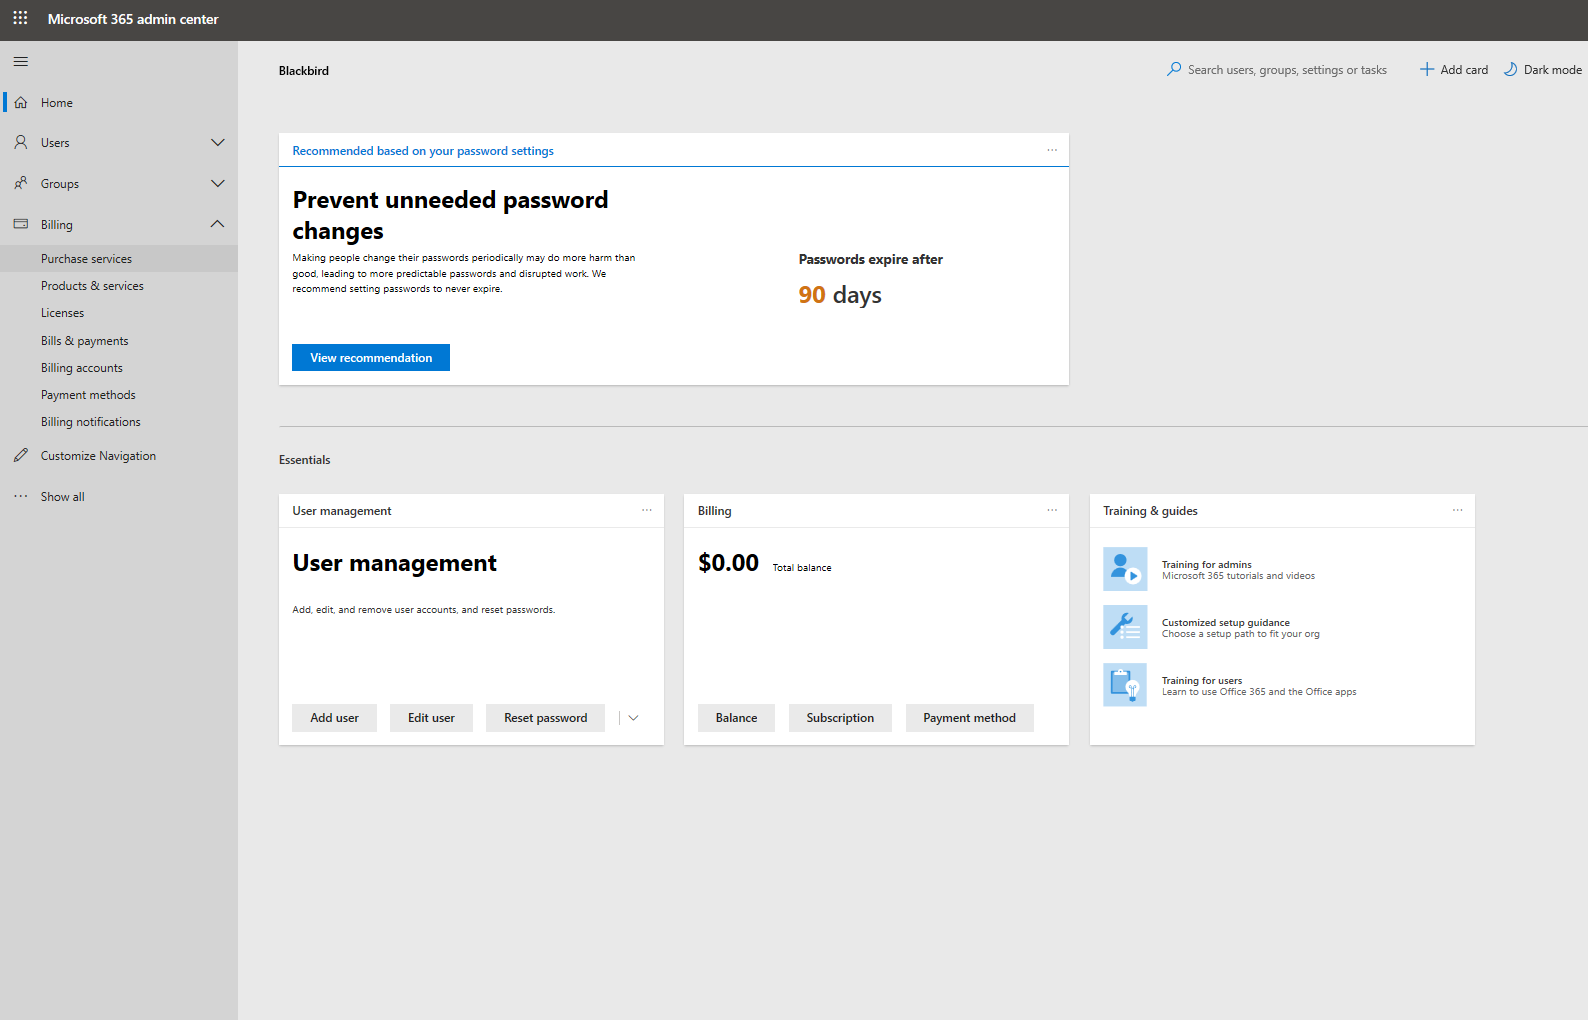 Microsoft 365 admin center
Home
Users
Groups
Billing
Purchase services
Products & services
Licenses
Bills & payments
Billing accounts
Payment methods
Billing notifications
Customize Navigation
Show all
Blackbird
Search users, groups, settings or tasks
Add card
Dark mode
Recommended based on your password settings
Prevent unneeded password
changes
Making people change their passwords periodically may do more harm than
good, leading to more predictable passwords and disrupted work. We
recommend setting passwords to never expire.
View recommendation
Passwords expire after
90 days
Essentials
User management
User management
Add, edit, and remove user accounts, and reset passwords.
Add user
Edit user
Reset password
Billing
$0.00 Total balance
Balance
Subscription
Payment method
Training & guides
Training for admins
Microsoft 365 tutorials and videos
Customized setup guidance
Choose a setup path to fit your org
Training for users
Learn to use Office 365 and the Office apps